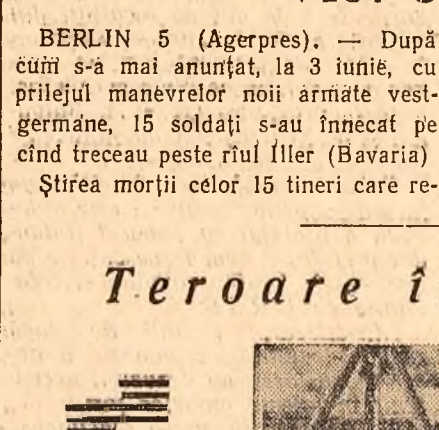 BERLIN 5 (Agerpres). — După
cum s-a mai anunțat, la 3 iunie, cu
prilejul manevrelor noii armate vest-
germane, 15 soldați s-au înnecat pe
cînd treceau peste rîul Iller (Bavaria)
Știrea morții celor 15 tineri care re-
Teroare î